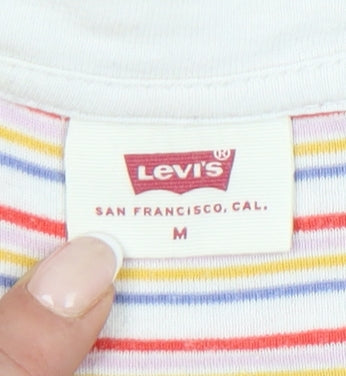 Levi's®
SAN FRANCISCO, CAL.
M